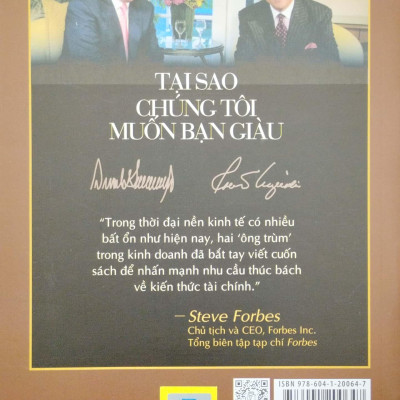 TẠI SAO
CHÚNG TÔI
MUỐN BẠN GIÀU
“Trong thời đại nền kinh tế có nhiều
bất ổn như hiện nay, hai ‘ông trùm’
trong kinh doanh đã bắt tay viết cuốn
sách để nhấn mạnh nhu cầu thúc bách
về kiến thức tài chính.”
—Steve Forbes
Chủ tịch và CEO, Forbes Inc.
Tổng biên tập tạp chí Forbes
ISBN 978-604-1-20064-7